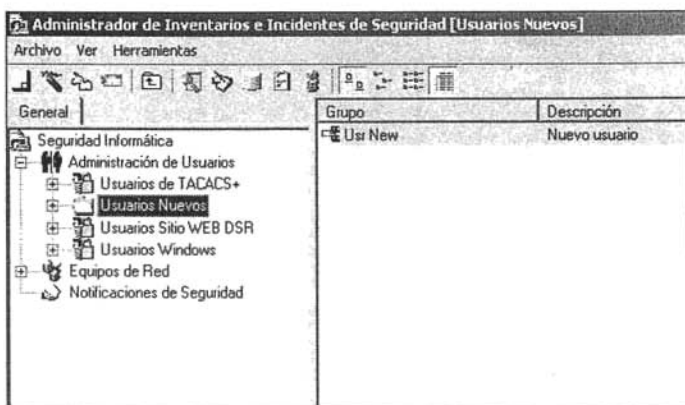 Administrador de Inventarios e Incidentes de Seguridad [Usuarios Nuevos]
Archivo Ver Herramientas
General
Seguridad Informática
Administración de Usuarios
Usuarios de TACACS+
Usuarios Nuevos
Usuarios Sitio WEB DSR
Usuarios Windows
Equipos de Red
Notificaciones de Seguridad
Grupo Descripción
Usr New Nuevo usuario